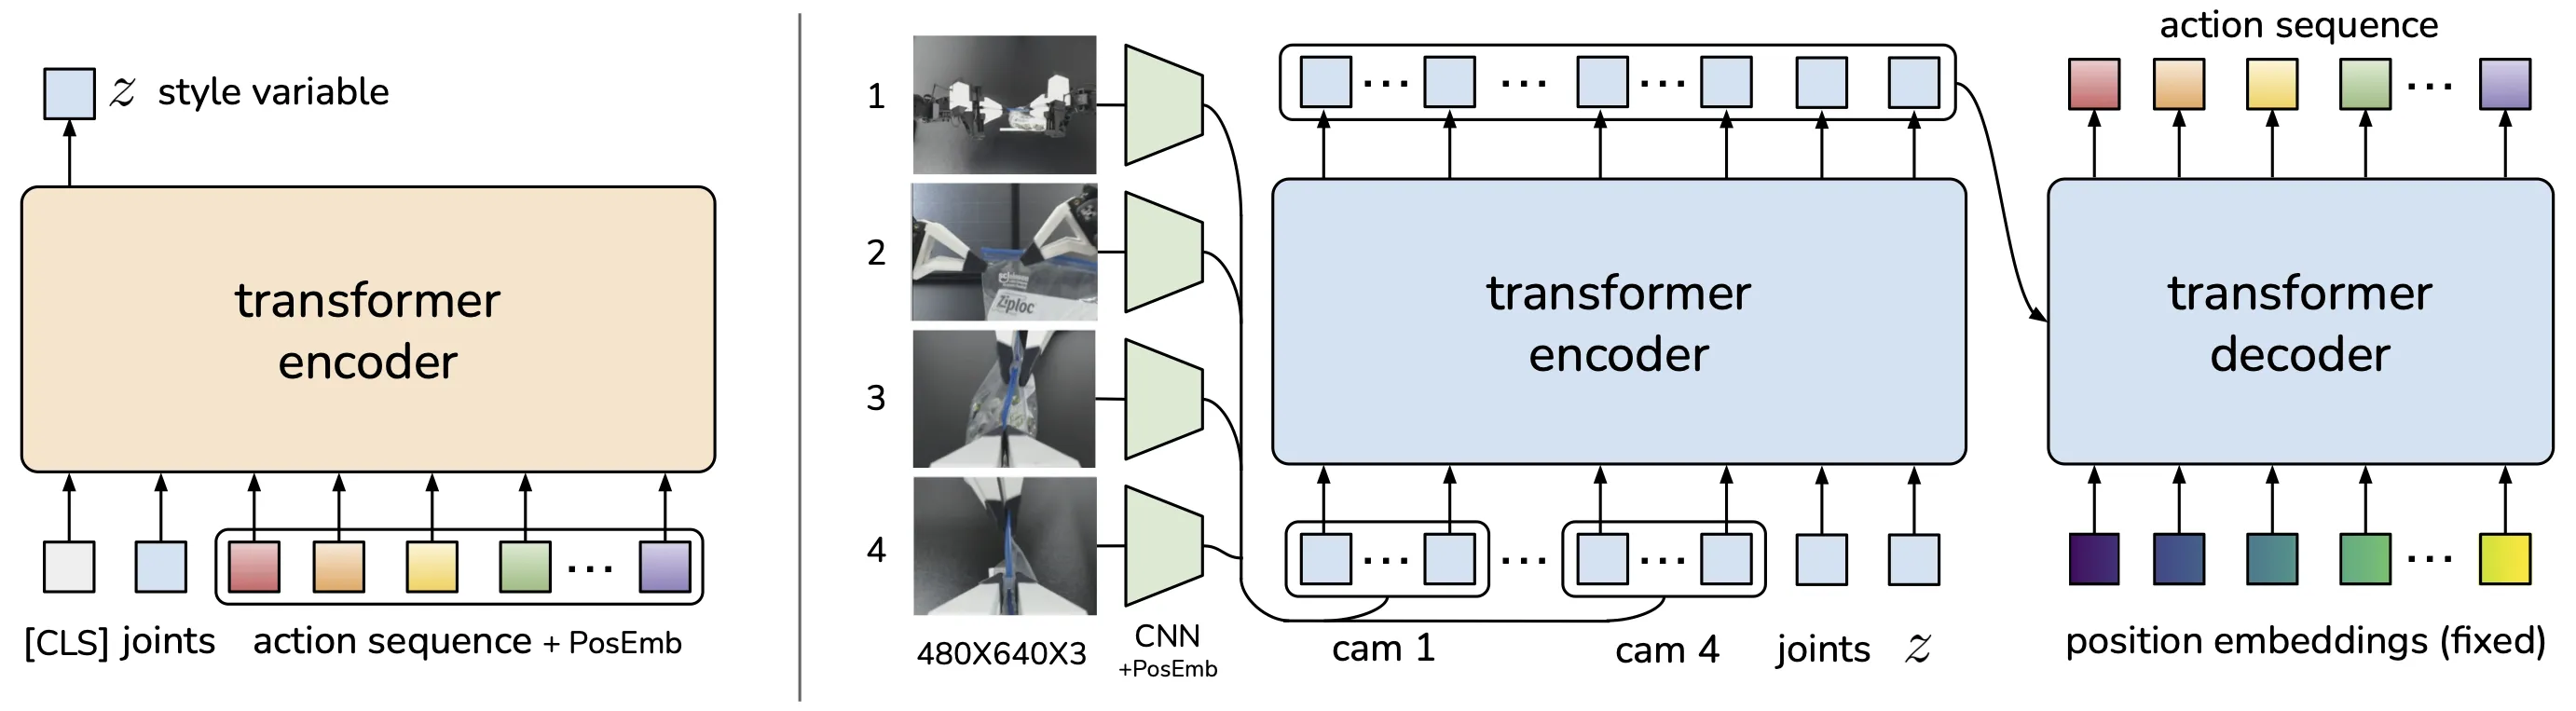 z style variable
transformer
encoder
[CLS] joints action sequence + PosEmb
1
2
3
4
Ziploc
480X640X3
CNN
+PosEmb
transformer
encoder
cam 1 cam 4 joints z
action sequence
transformer
decoder
position embeddings (fixed)